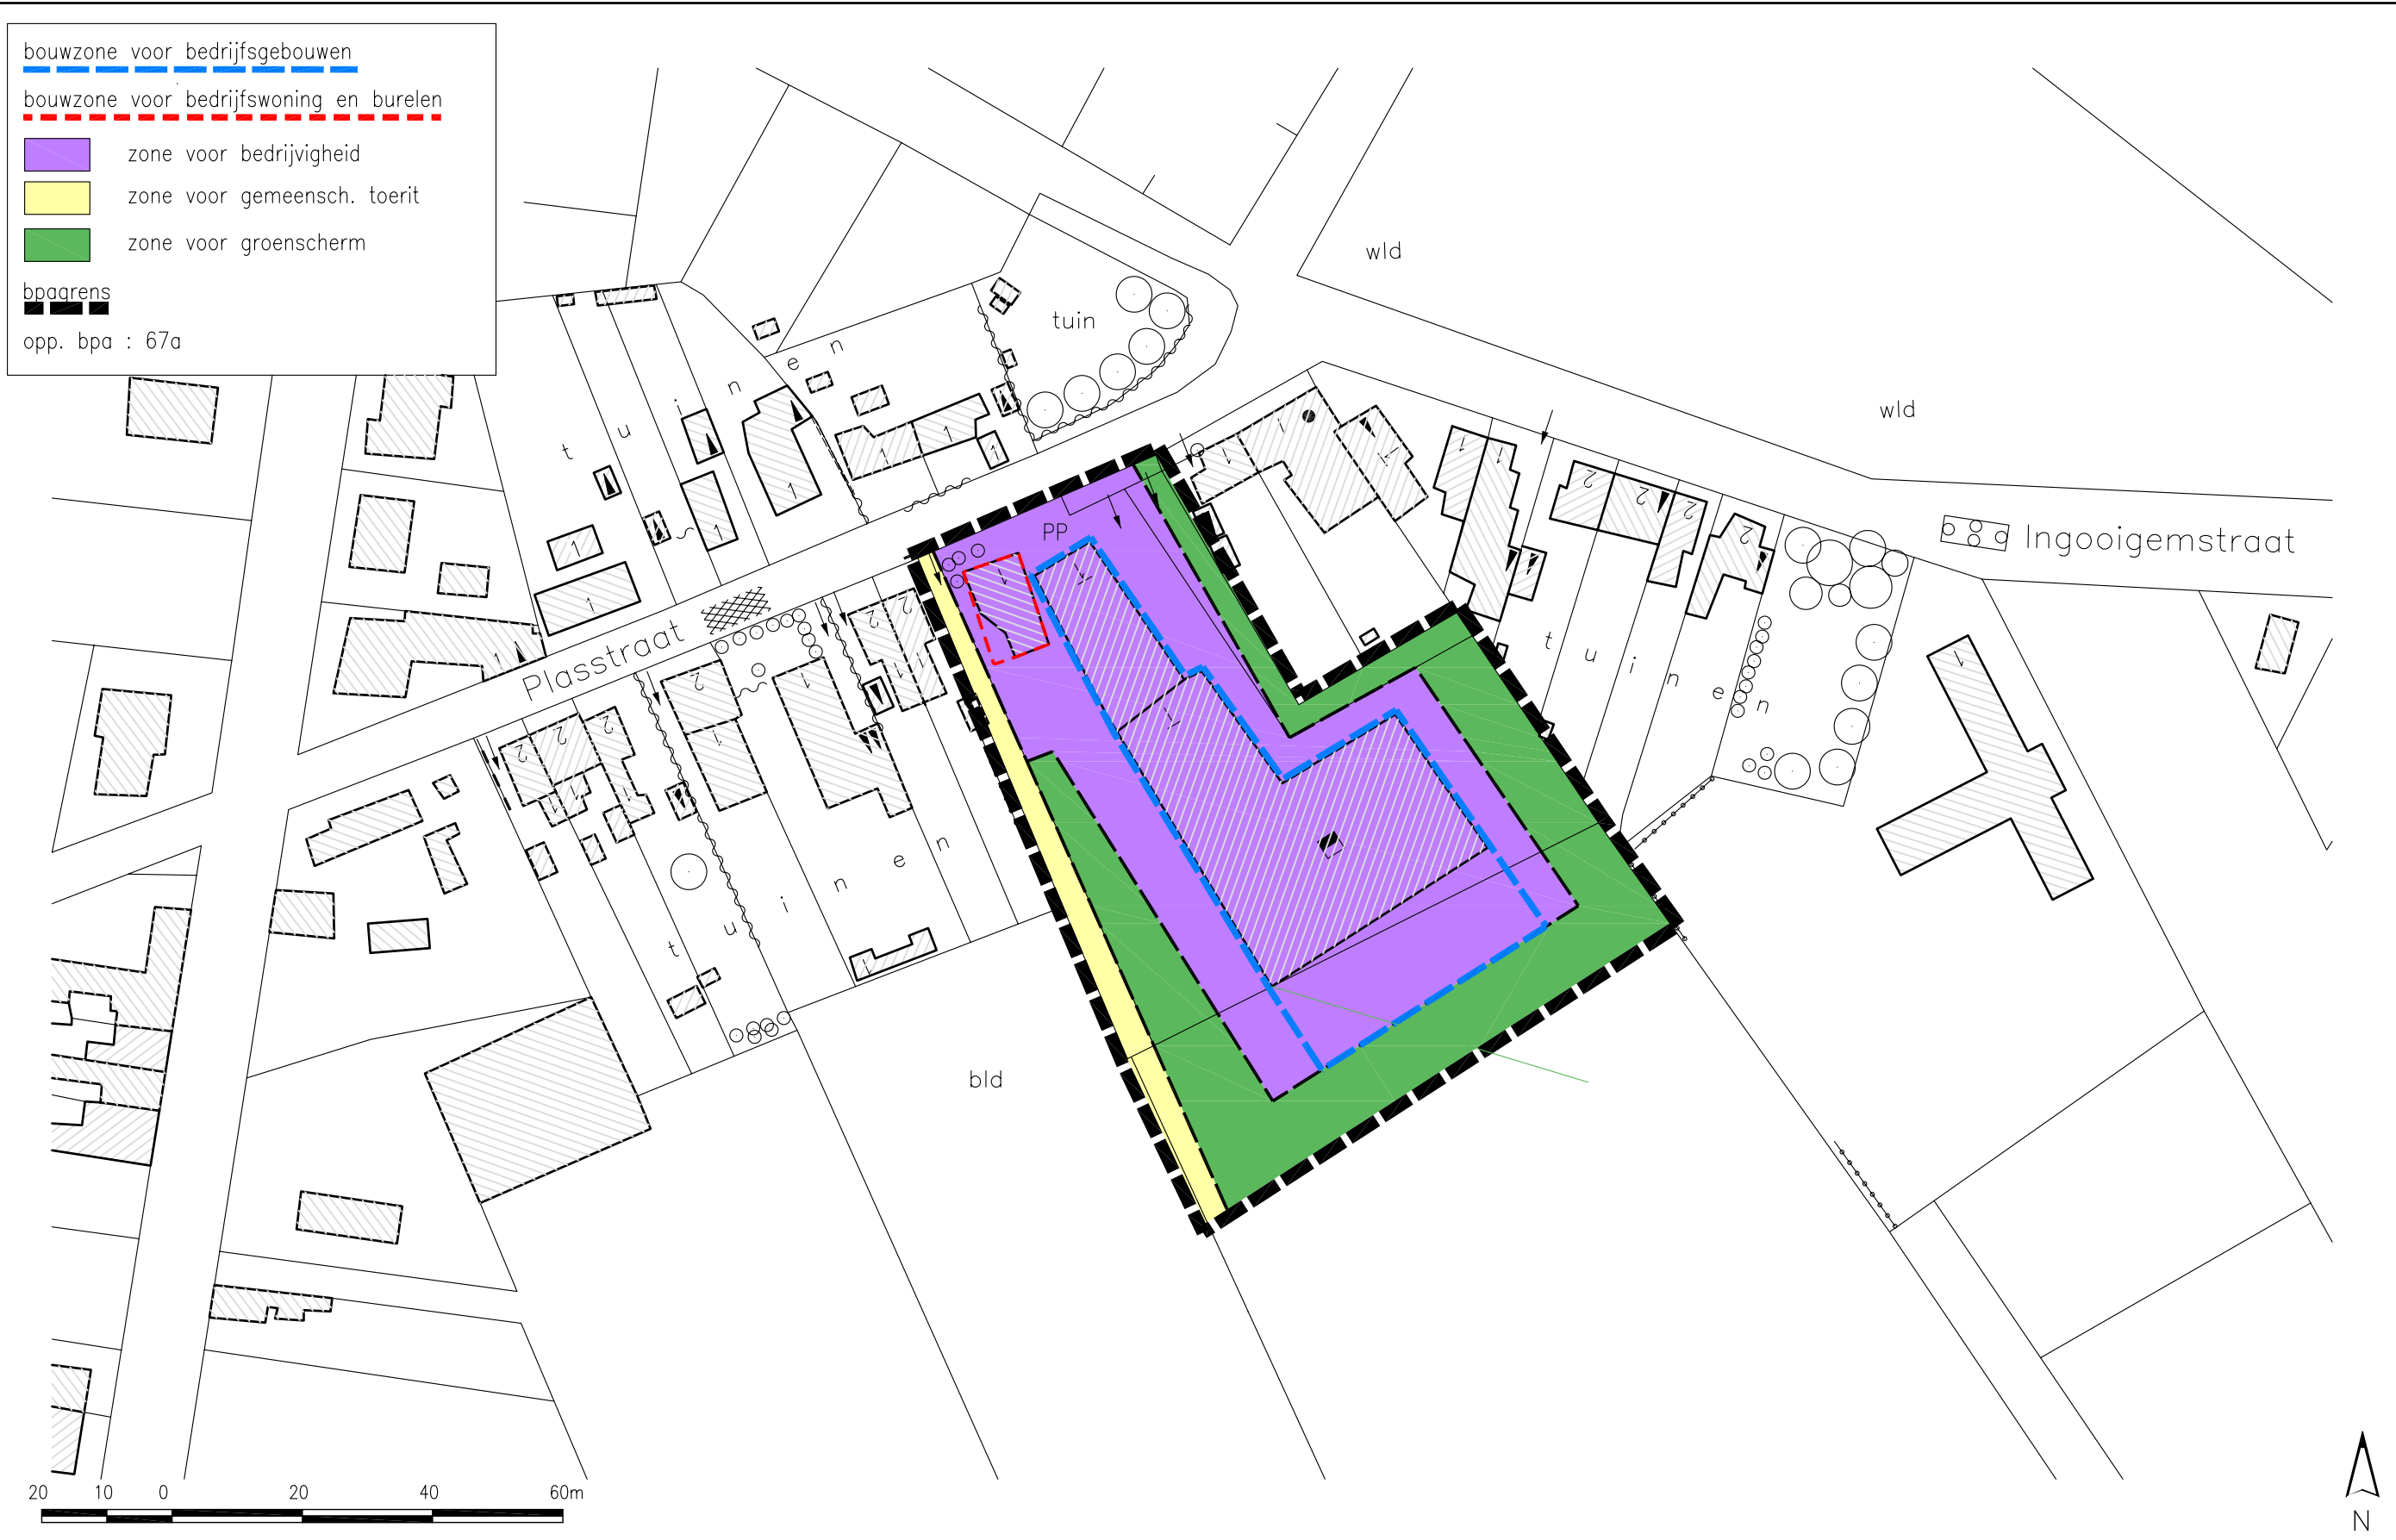 bouwzone voor bedrijfsgebouwen
bouwzone voor bedrijfswoning en burelen
zone voor bedrijvigheid
zone voor gemeensch. toerit
zone voor groenscherm
bpagrens
opp. bpa : 67a
wld
tuin
wld
tuinen
Ingooigemstraat
PP
Plasstraat
tuinen
tuinen
bld
20 10 0 20 40 60m
N